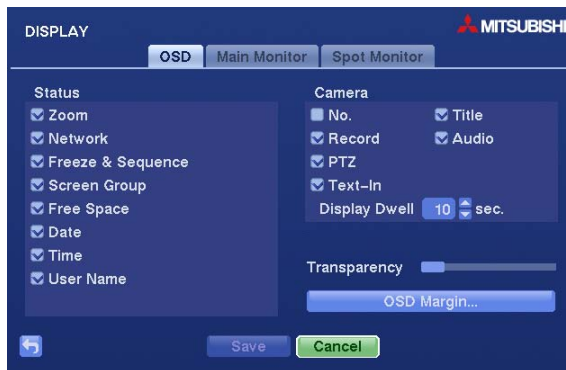 DISPLAY
MITSUBISHI
OSD Main Monitor Spot Monitor
Status
Zoom
Network
Freeze & Sequence
Screen Group
Free Space
Date
Time
User Name
Camera
No. Title
Record Audio
PTZ
Text-In
Display Dwell 10 sec.
Transparency
OSD Margin...
Save Cancel